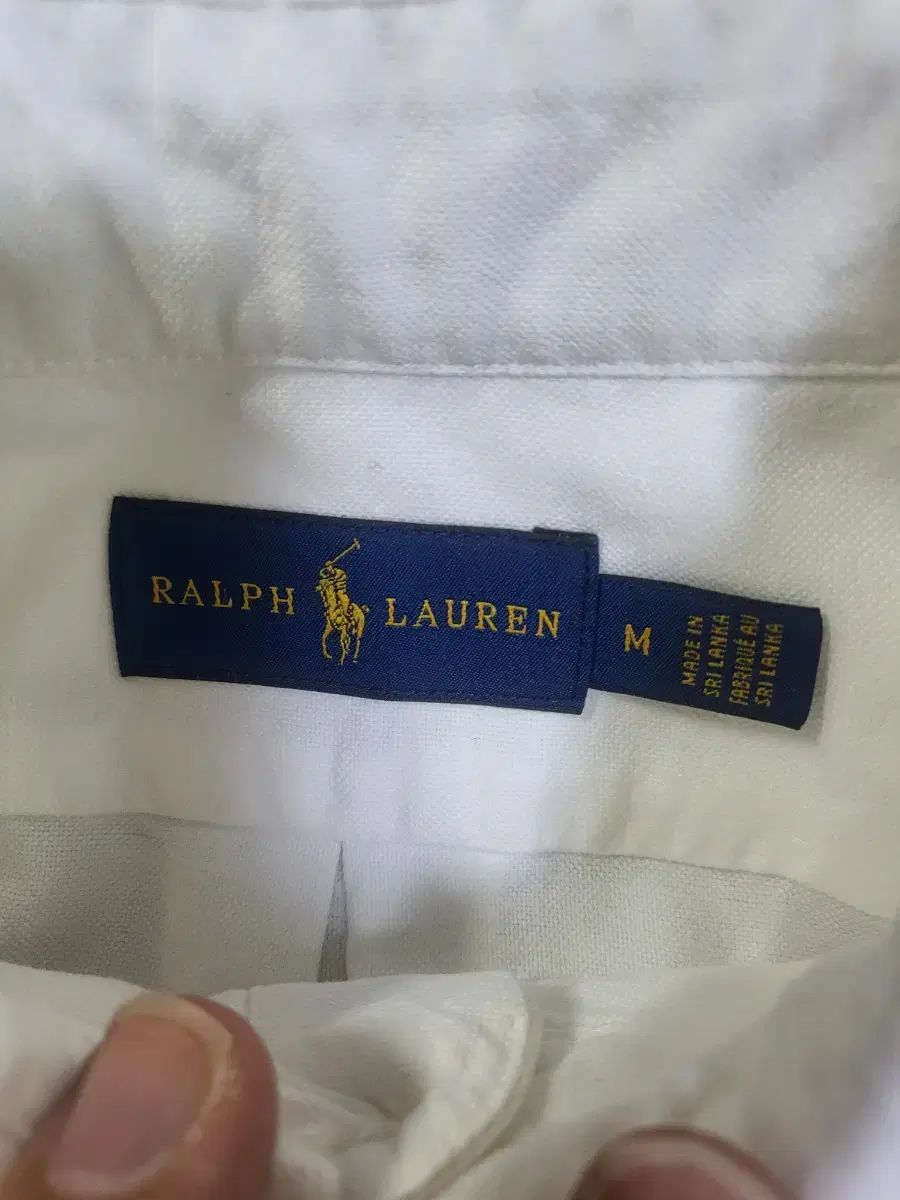 RALPH LAUREN
M
MADE IN
SRI LANKA
FABRIQUÉ AU
SRI LANKA